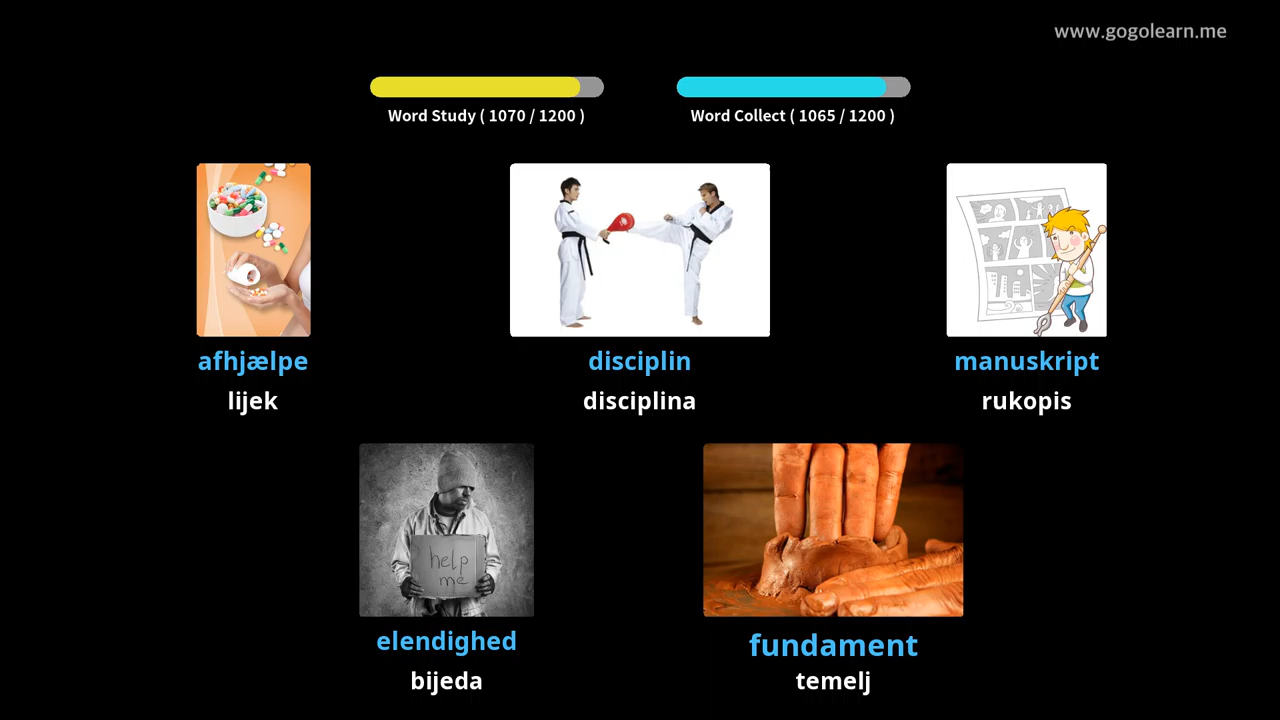 www.gogolearn.me
Word Study ( 1070 / 1200 )
Word Collect ( 1065 / 1200 )
afhjælpe
lijek
disciplin
disciplina
manuskript
rukopis
help
me
elendighed
bijeda
fundament
temelj